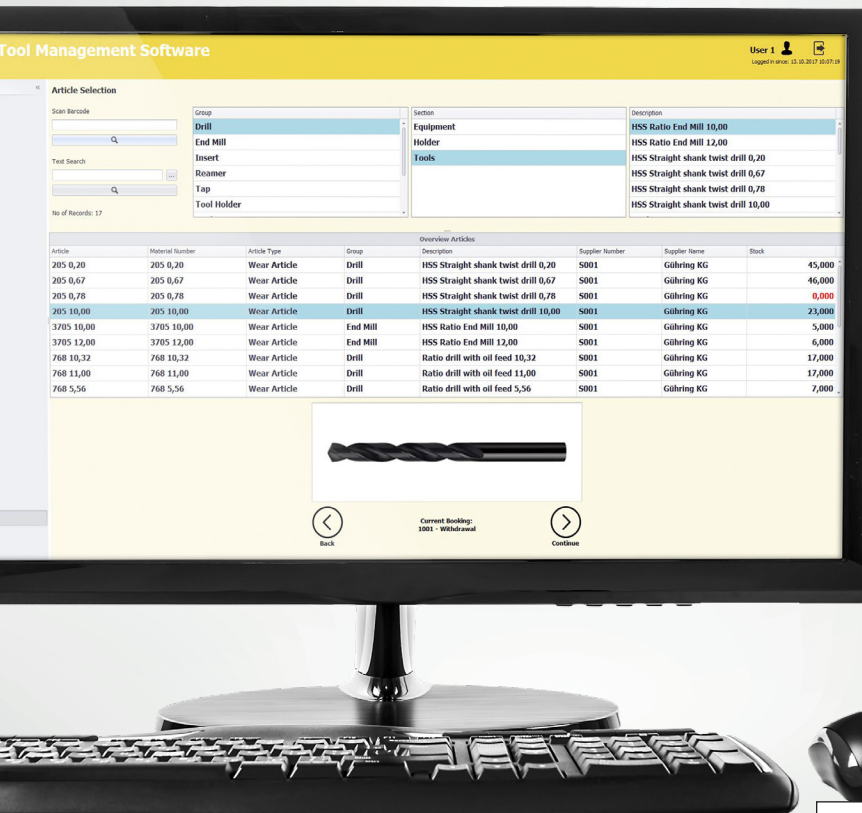 Tool Management Software
User 1
Logged in since: 13.10.2017 10:07:19
«
Article Selection
Scan Barcode
Text Search
...
No of Records: 17
Group
Drill
End Mill
Insert
Reamer
Tap
Tool Holder
Section
Equipment
Holder
Tools
Description
HSS Ratio End Mill 10,00
HSS Ratio End Mill 12,00
HSS Straight shank twist drill 0,20
HSS Straight shank twist drill 0,67
HSS Straight shank twist drill 0,78
HSS Straight shank twist drill 10,00
Overview Articles
Article Material Number Article Type Group Description Supplier Number Supplier Name Stock
205 0,20 205 0,20 Wear Article Drill HSS Straight shank twist drill 0,20 S001 Gühring KG 45,000
205 0,67 205 0,67 Wear Article Drill HSS Straight shank twist drill 0,67 S001 Gühring KG 46,000
205 0,78 205 0,78 Wear Article Drill HSS Straight shank twist drill 0,78 S001 Gühring KG 0,000
205 10,00 205 10,00 Wear Article Drill HSS Straight shank twist drill 10,00 S001 Gühring KG 23,000
3705 10,00 3705 10,00 Wear Article End Mill HSS Ratio End Mill 10,00 S001 Gühring KG 5,000
3705 12,00 3705 12,00 Wear Article End Mill HSS Ratio End Mill 12,00 S001 Gühring KG 6,000
768 10,32 768 10,32 Wear Article Drill Ratio drill with oil feed 10,32 S001 Gühring KG 17,000
768 11,00 768 11,00 Wear Article Drill Ratio drill with oil feed 11,00 S001 Gühring KG 17,000
768 5,56 768 5,56 Wear Article Drill Ratio drill with oil feed 5,56 S001 Gühring KG 7,000
Current Booking:
1001 - Withdrawal
Back
Continue